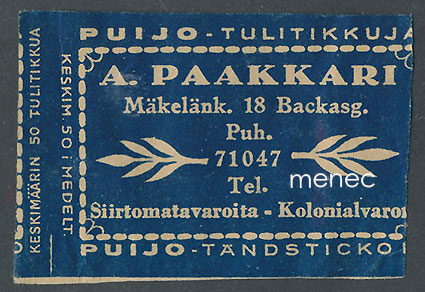 PUIJO-TULITIKKUJA
A. PAAKKARI
Mäkelänk. 18 Backasg.
Puh.
71047
Tel.
Siirtomatavaroita - Kolonialvaror
PUIJO-TÄNDSTICKO
KESKIMÄÄRIN 50 TULITIKKUA
KESKIM. 50 i MEDELT
menec